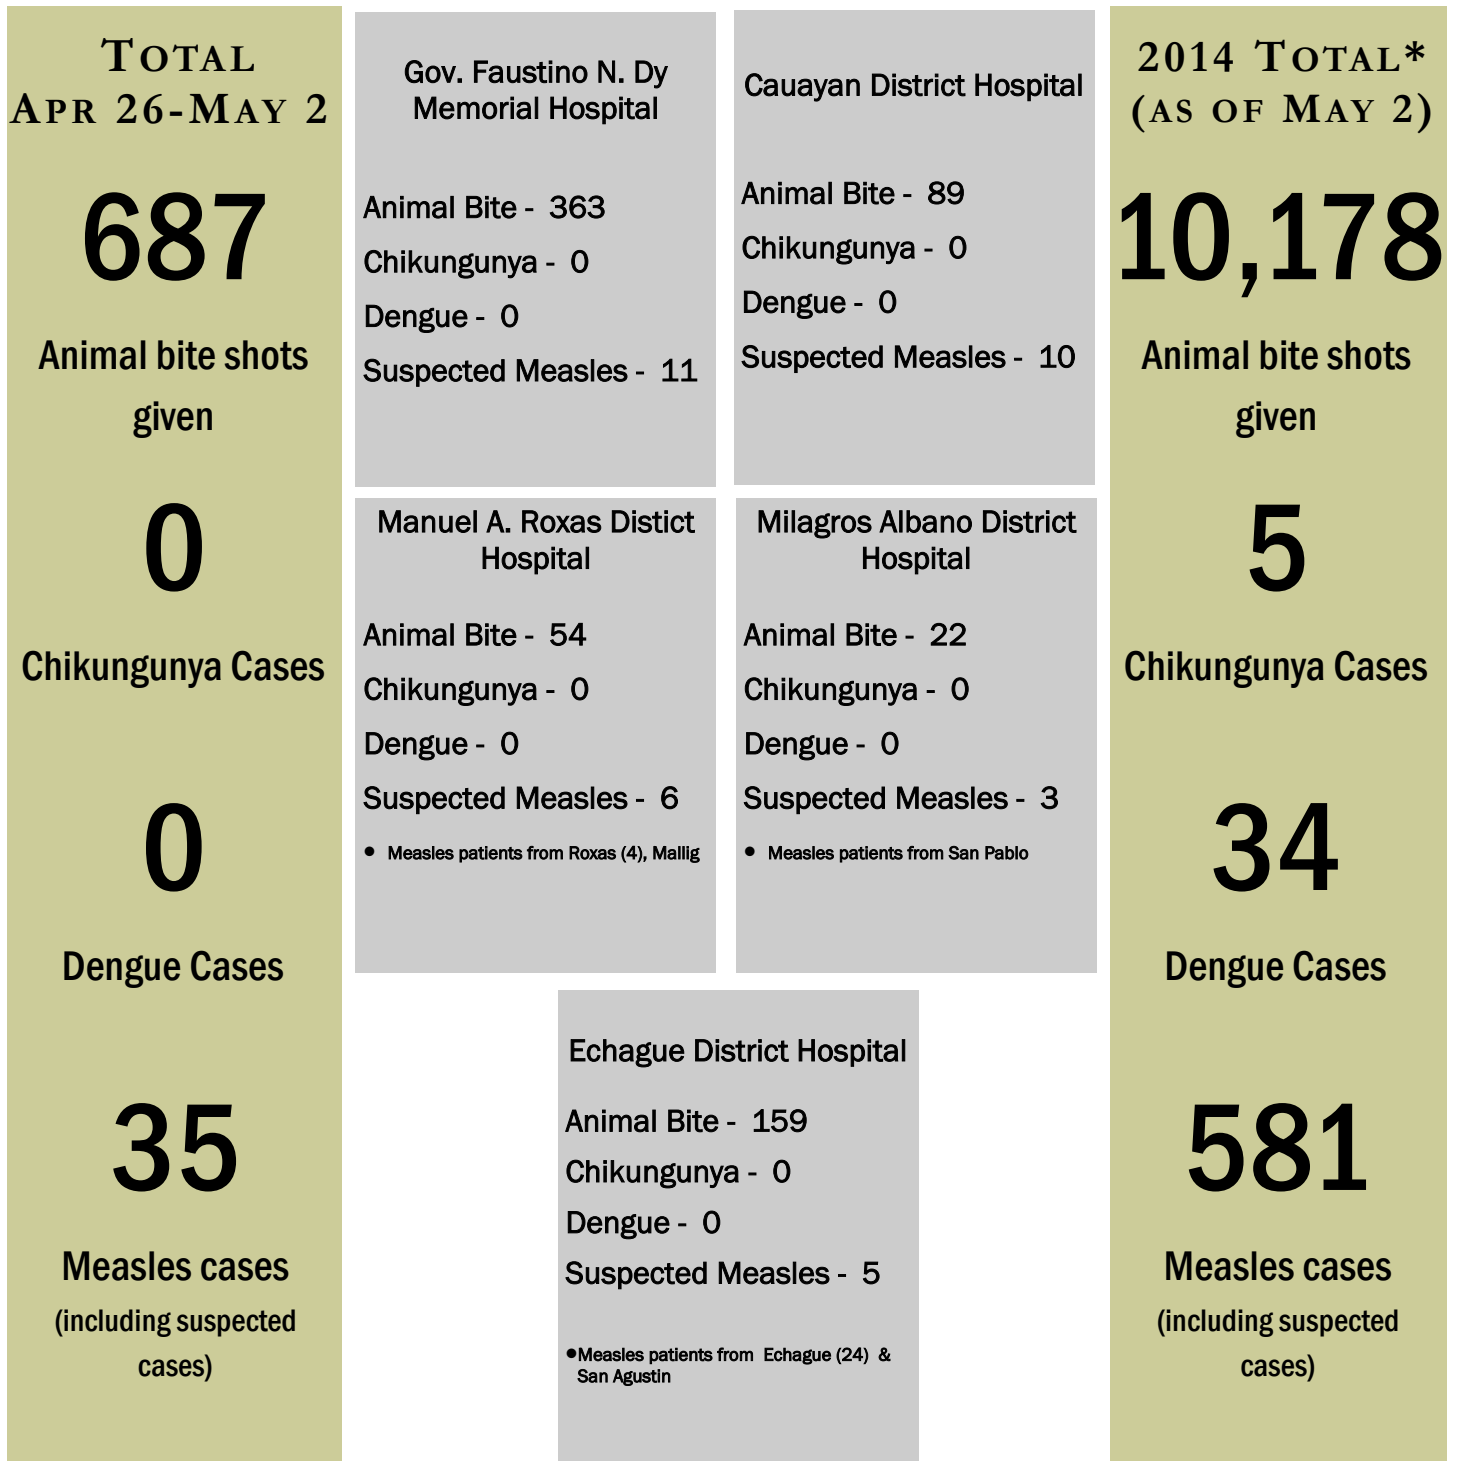 TOTAL
APR 26-MAY 2
687
Animal bite shots
given
0
Chikungunya Cases
0
Dengue Cases
35
Measles cases
(including suspected
cases)
Gov. Faustino N. Dy
Memorial Hospital
Animal Bite - 363
Chikungunya - 0
Dengue - 0
Suspected Measles - 11
Cauayan District Hospital
Animal Bite - 89
Chikungunya - 0
Dengue - 0
Suspected Measles - 10
Manuel A. Roxas Distict
Hospital
Animal Bite - 54
Chikungunya - 0
Dengue - 0
Suspected Measles - 6
• Measles patients from Roxas (4), Mallig
Milagros Albano District
Hospital
Animal Bite - 22
Chikungunya - 0
Dengue - 0
Suspected Measles - 3
• Measles patients from San Pablo
Echague District Hospital
Animal Bite - 159
Chikungunya - 0
Dengue - 0
Suspected Measles - 5
•Measles patients from Echague (24) &
San Agustin
2014 TOTAL*
(AS OF MAY 2)
10,178
Animal bite shots
given
5
Chikungunya Cases
34
Dengue Cases
581
Measles cases
(including suspected
cases)